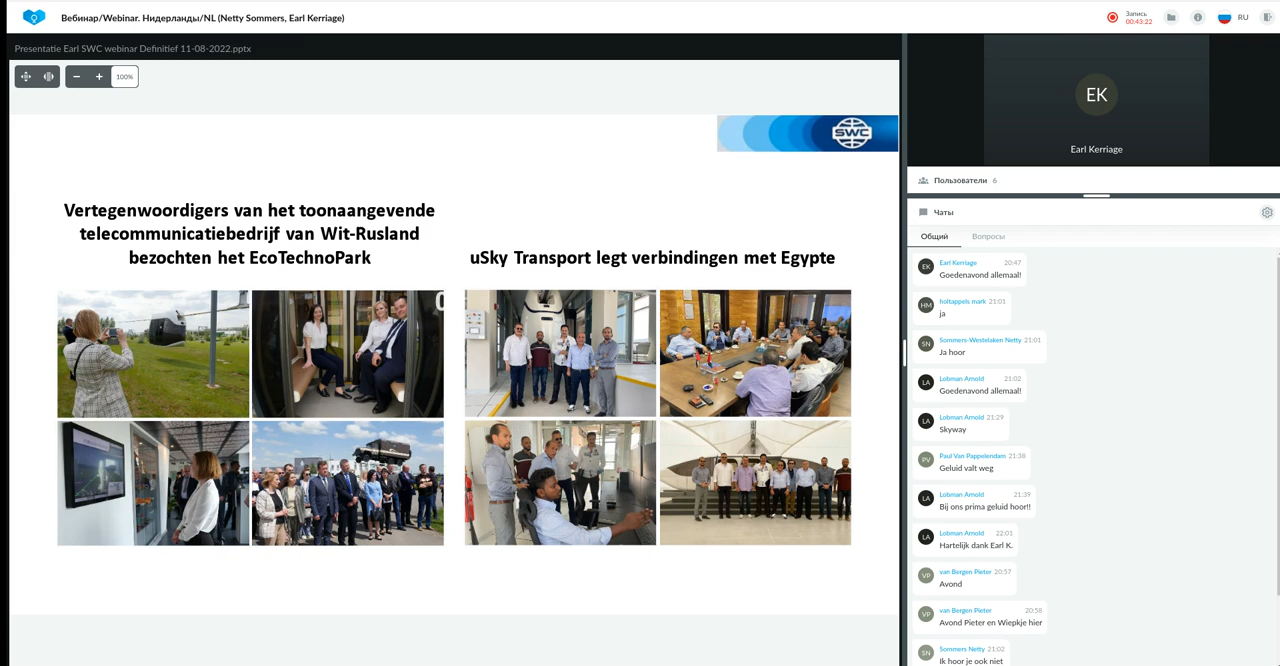 Вебинар/Webinar. Нидерланды/NL (Netty Sommers, Earl Kerriage)
Запись
00:43:22
RU
Presentatie Earl SWC webinar Definitief 11-08-2022.pptx
100%
SWC
Vertegenwoordigers van het toonaangevende
telecommunicatiebedrijf van Wit-Rusland
bezochten het EcoTechnoPark
uSky Transport legt verbindingen met Egypte
EK
Earl Kerriage
Пользователи 6
Чаты
Общий
Вопросы
EK
Earl Kerriage 20:47
Goedenavond allemaal!
HM
holtappels mark 21:01
ja
SN
Sommers-Westelaken Netty 21:01
Ja hoor
LA
Lobman Arnold 21:02
Goedenavond allemaal!
LA
Lobman Arnold 21:29
Skyway
PV
Paul Van Pappelendam 21:38
Geluid valt weg
LA
Lobman Arnold 21:39
Bij ons prima geluid hoor!!
LA
Lobman Arnold 22:01
Hartelijk dank Earl K.
VP
van Bergen Pieter 20:57
Avond
VP
van Bergen Pieter 20:58
Avond Pieter en Wiepkje hier
SN
Sommers Netty 21:02
Ik hoor je ook niet